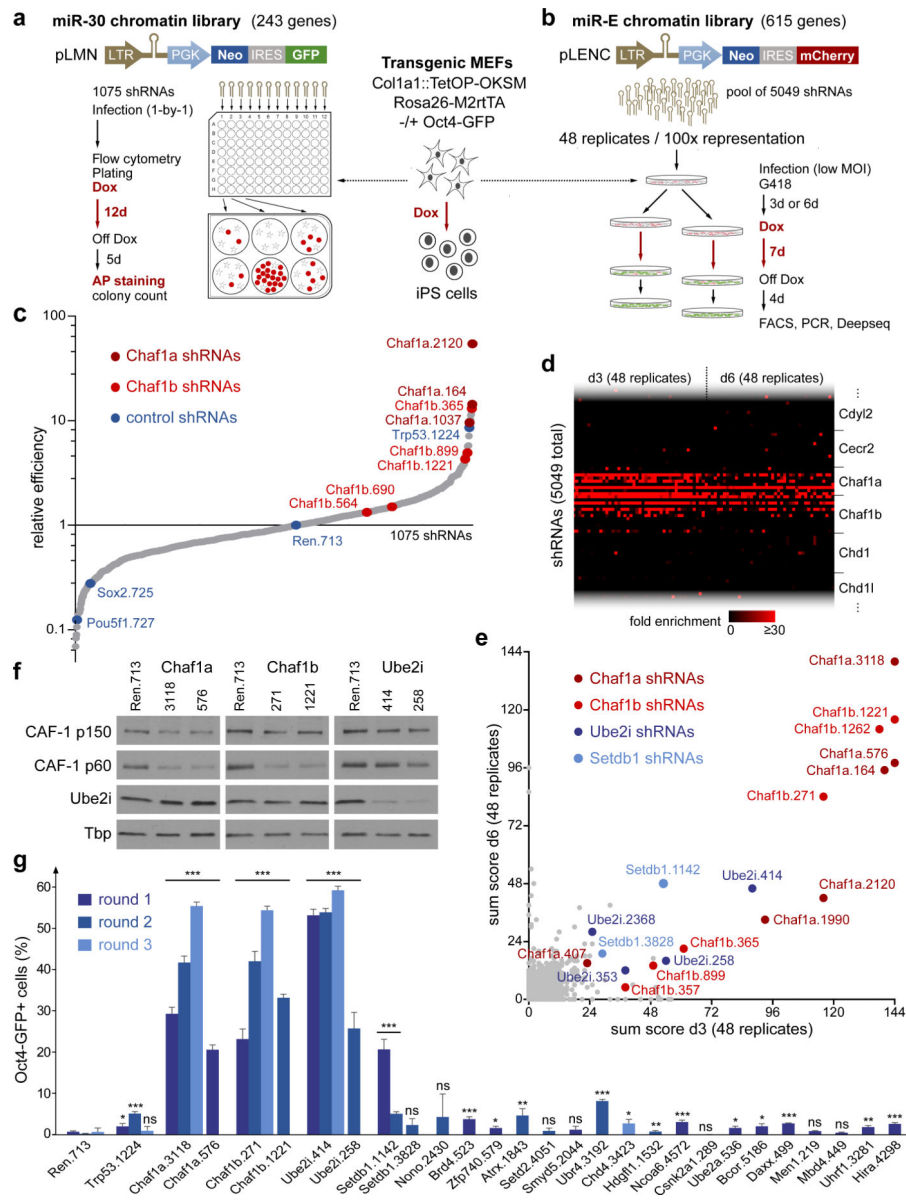 a
miR-30 chromatin library (243 genes)
pLMN
LTR
PGK
Neo
IRES
GFP
1075 shRNAs
Infection (1-by-1)
Flow cytometry
Plating
Dox
12d
Off Dox
5d
AP staining
colony count
1 2 3 4 5 6 7 8 9 10 11 12
A
B
C
D
E
F
G
H
Transgenic MEFs
Col1a1::TetOP-OKSM
Rosa26-M2rtTA
-/+ Oct4-GFP
Dox
iPS cells
b
miR-E chromatin library (615 genes)
pLENC
LTR
PGK
Neo
IRES
mCherry
pool of 5049 shRNAs
48 replicates / 100x representation
Infection (low MOI)
G418
3d or 6d
Dox
7d
Off Dox
4d
FACS, PCR, Deepseq
c
100
10
1
0.1
relative efficiency
Chaf1a shRNAs
Chaf1b shRNAs
control shRNAs
Chaf1a.2120
Chaf1a.164
Chaf1b.365
Chaf1a.1037
Trp53.1224
Chaf1b.899
Chaf1b.1221
Chaf1b.690
Chaf1b.564
1075 shRNAs
Ren.713
Sox2.725
Pou5f1.727
d
d3 (48 replicates)
d6 (48 replicates)
shRNAs (5049 total)
...
Cdyl2
Cecr2
Chaf1a
Chaf1b
Chd1
Chd1l
...
fold enrichment
0
≥30
e
144
120
96
72
48
24
0
sum score d6 (48 replicates)
Chaf1a shRNAs
Chaf1b shRNAs
Ube2i shRNAs
Setdb1 shRNAs
Chaf1a.3118
Chaf1b.1221
Chaf1b.1262
Chaf1a.576
Chaf1a.164
Chaf1b.271
Setdb1.1142
Ube2i.414
Chaf1a.2120
Chaf1a.1990
Ube2i.2368
Setdb1.3828
Chaf1b.365
Chaf1a.407
Ube2i.258
Ube2i.353
Chaf1b.899
Chaf1b.357
0 24 48 72 96 120 144
sum score d3 (48 replicates)
f
Chaf1a
Chaf1b
Ube2i
Ren.713
3118
576
Ren.713
271
1221
Ren.713
414
258
CAF-1 p150
CAF-1 p60
Ube2i
Tbp
g
60
50
40
30
20
10
0
Oct4-GFP+ cells (%)
round 1
round 2
round 3
***
***
***
***
*
***
ns
ns
ns
***
*
**
ns
ns
***
*
**
***
ns
*
*
***
ns
ns
**
***
Ren.713
Trp53.1224
Chaf1a.3118
Chaf1a.576
Chaf1b.271
Chaf1b.1221
Ube2i.414
Ube2i.258
Setdb1.1142
Setdb1.3828
Nono.2430
Brd4.523
Zfp740.579
Atrx.1843
Setd2.4051
Smyd5.2044
Ubr4.3192
Chd4.3423
Hdgfl1.1532
Ncoa6.4572
Csnk2a1.289
Ube2a.536
Bcor.5186
Daxx.499
Men1.219
Mbd4.449
Uhrf1.3281
Hira.4298